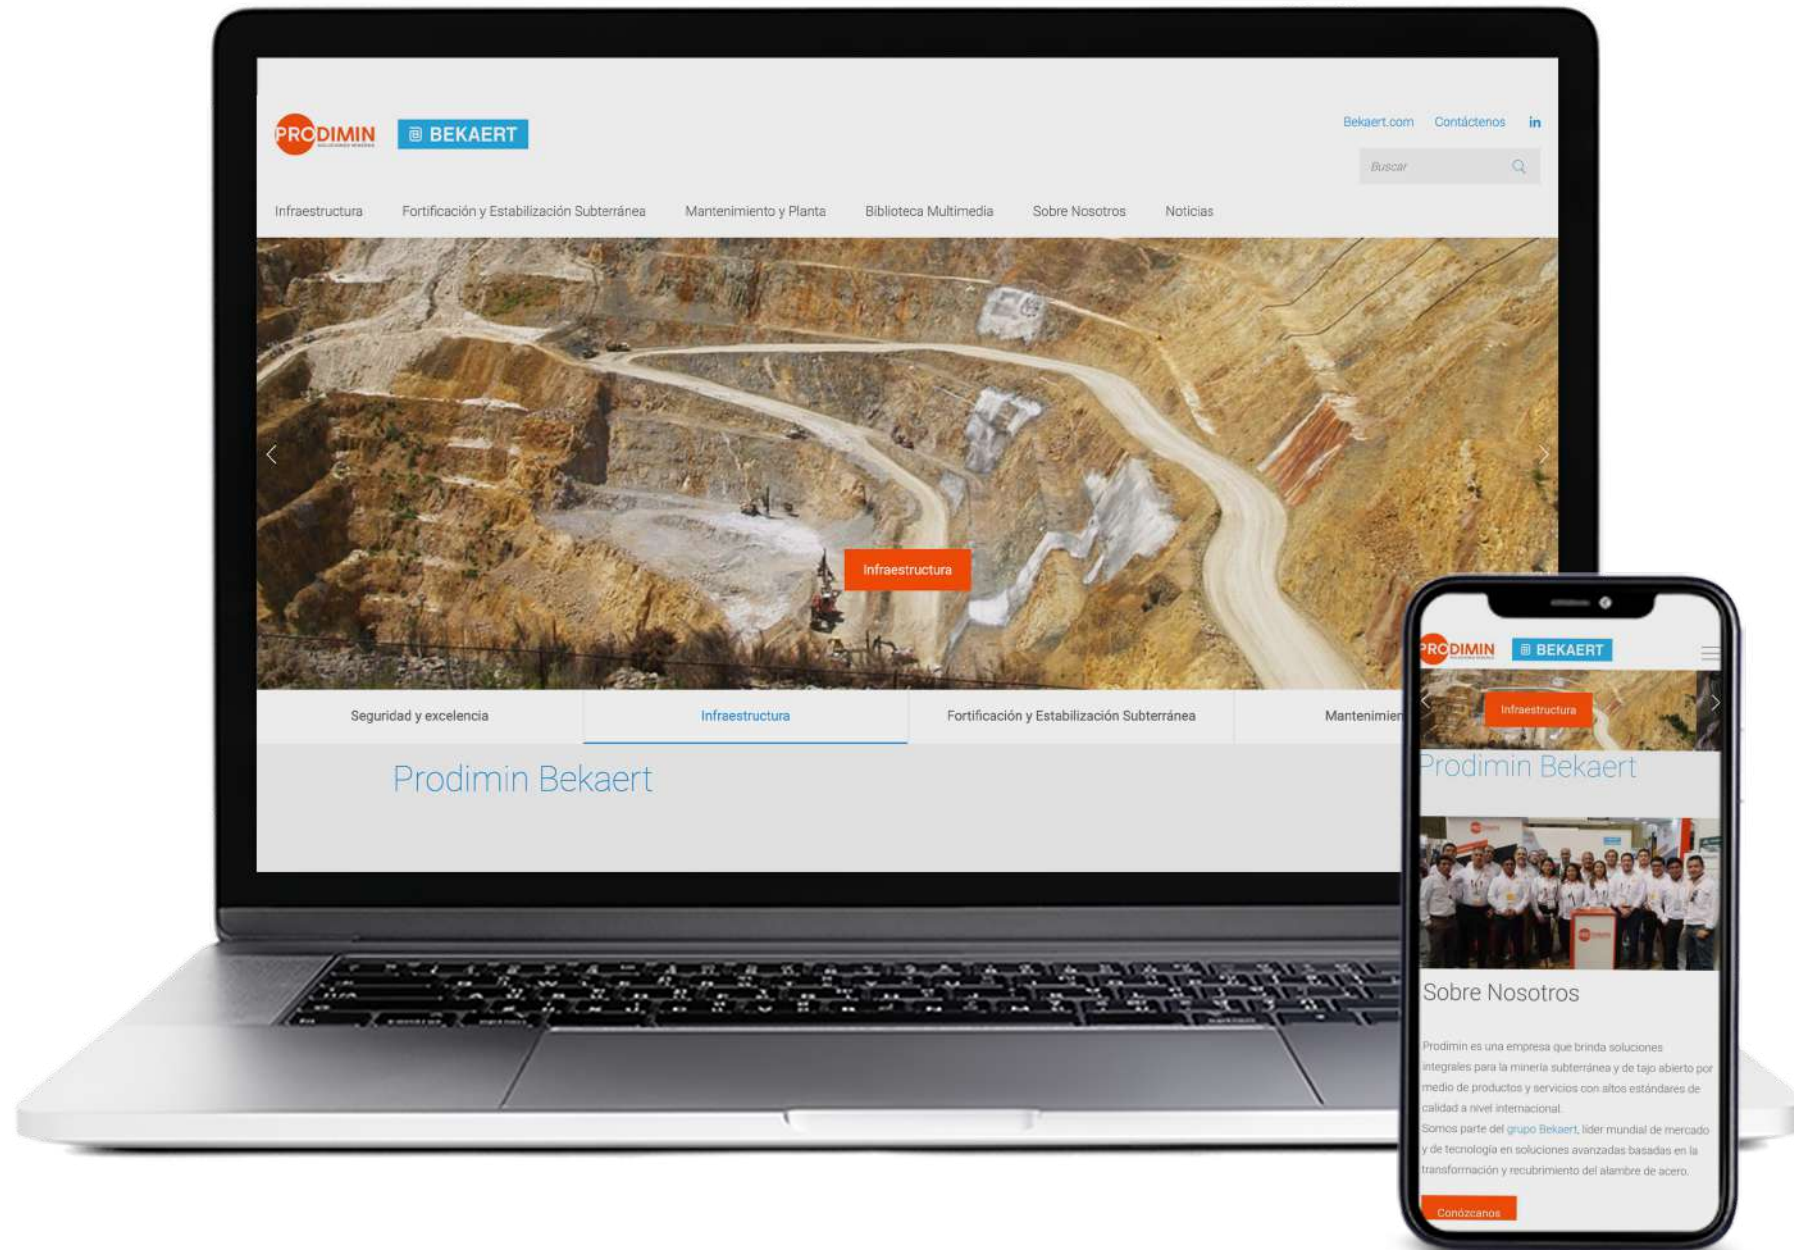 PRODIMIN
SOLUCIONES MINERAS
BEKAERT
Bekaert.com Contáctenos in
Buscar
Infraestructura Fortificación y Estabilización Subterránea Mantenimiento y Planta Biblioteca Multimedia Sobre Nosotros Noticias
Infraestructura
Seguridad y excelencia Infraestructura Fortificación y Estabilización Subterránea Mantenimien
Prodimin Bekaert
PRODIMIN BEKAERT
Infraestructura
Prodimin Bekaert
Sobre Nosotros
Prodimin es una empresa que brinda soluciones
integrales para la minería subterránea y de tajo abierto por
medio de productos y servicios con altos estándares de
calidad a nivel internacional.
Somos parte del grupo Bekaert, líder mundial de mercado
y de tecnología en soluciones avanzadas basadas en la
transformación y recubrimiento del alambre de acero.
Conózcanos